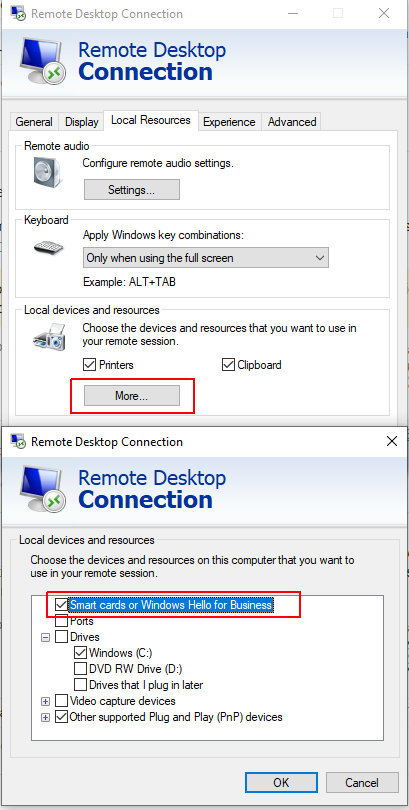 Remote Desktop Connection
Remote Desktop
Connection
General Display Local Resources Experience Advanced
Remote audio
Configure remote audio settings.
Settings...
Keyboard
Apply Windows key combinations:
Only when using the full screen
Example: ALT+TAB
Local devices and resources
Choose the devices and resources that you want to use in
your remote session.
Printers Clipboard
More...
Remote Desktop Connection
Remote Desktop
Connection
Local devices and resources
Choose the devices and resources on this computer that you want to
use in your remote session.
Smart cards or Windows Hello for Business
Ports
Drives
Windows (C:)
DVD RW Drive (D:)
Drives that I plug in later
Video capture devices
Other supported Plug and Play (PnP) devices
OK Cancel